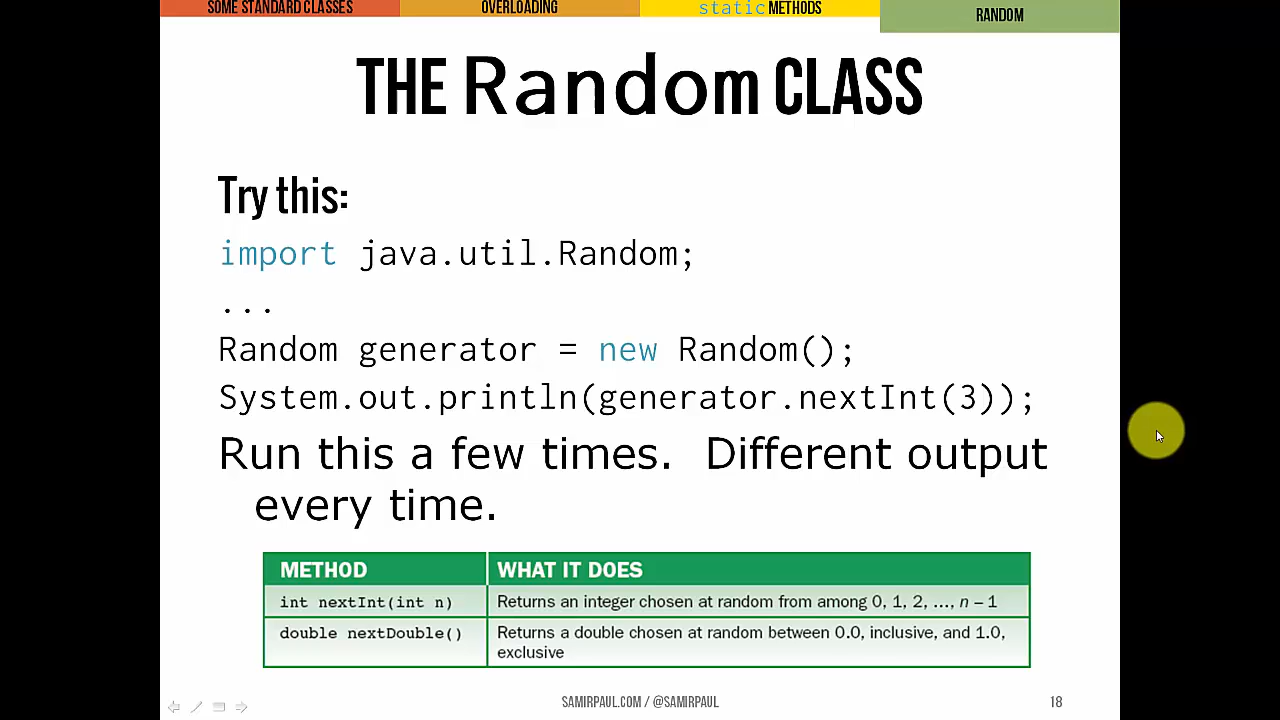 SOME STANDARD CLASSES
OVERLOADING
static METHODS
RANDOM
THE Random CLASS
Try this:
import java.util.Random;
...
Random generator = new Random();
System.out.println(generator.nextInt(3));
Run this a few times.  Different output
every time.
METHOD WHAT IT DOES
int nextInt(int n) Returns an integer chosen at random from among 0, 1, 2, ..., n – 1
double nextDouble() Returns a double chosen at random between 0.0, inclusive, and 1.0,
exclusive
SAMIRPAUL.COM / @SAMIRPAUL
18